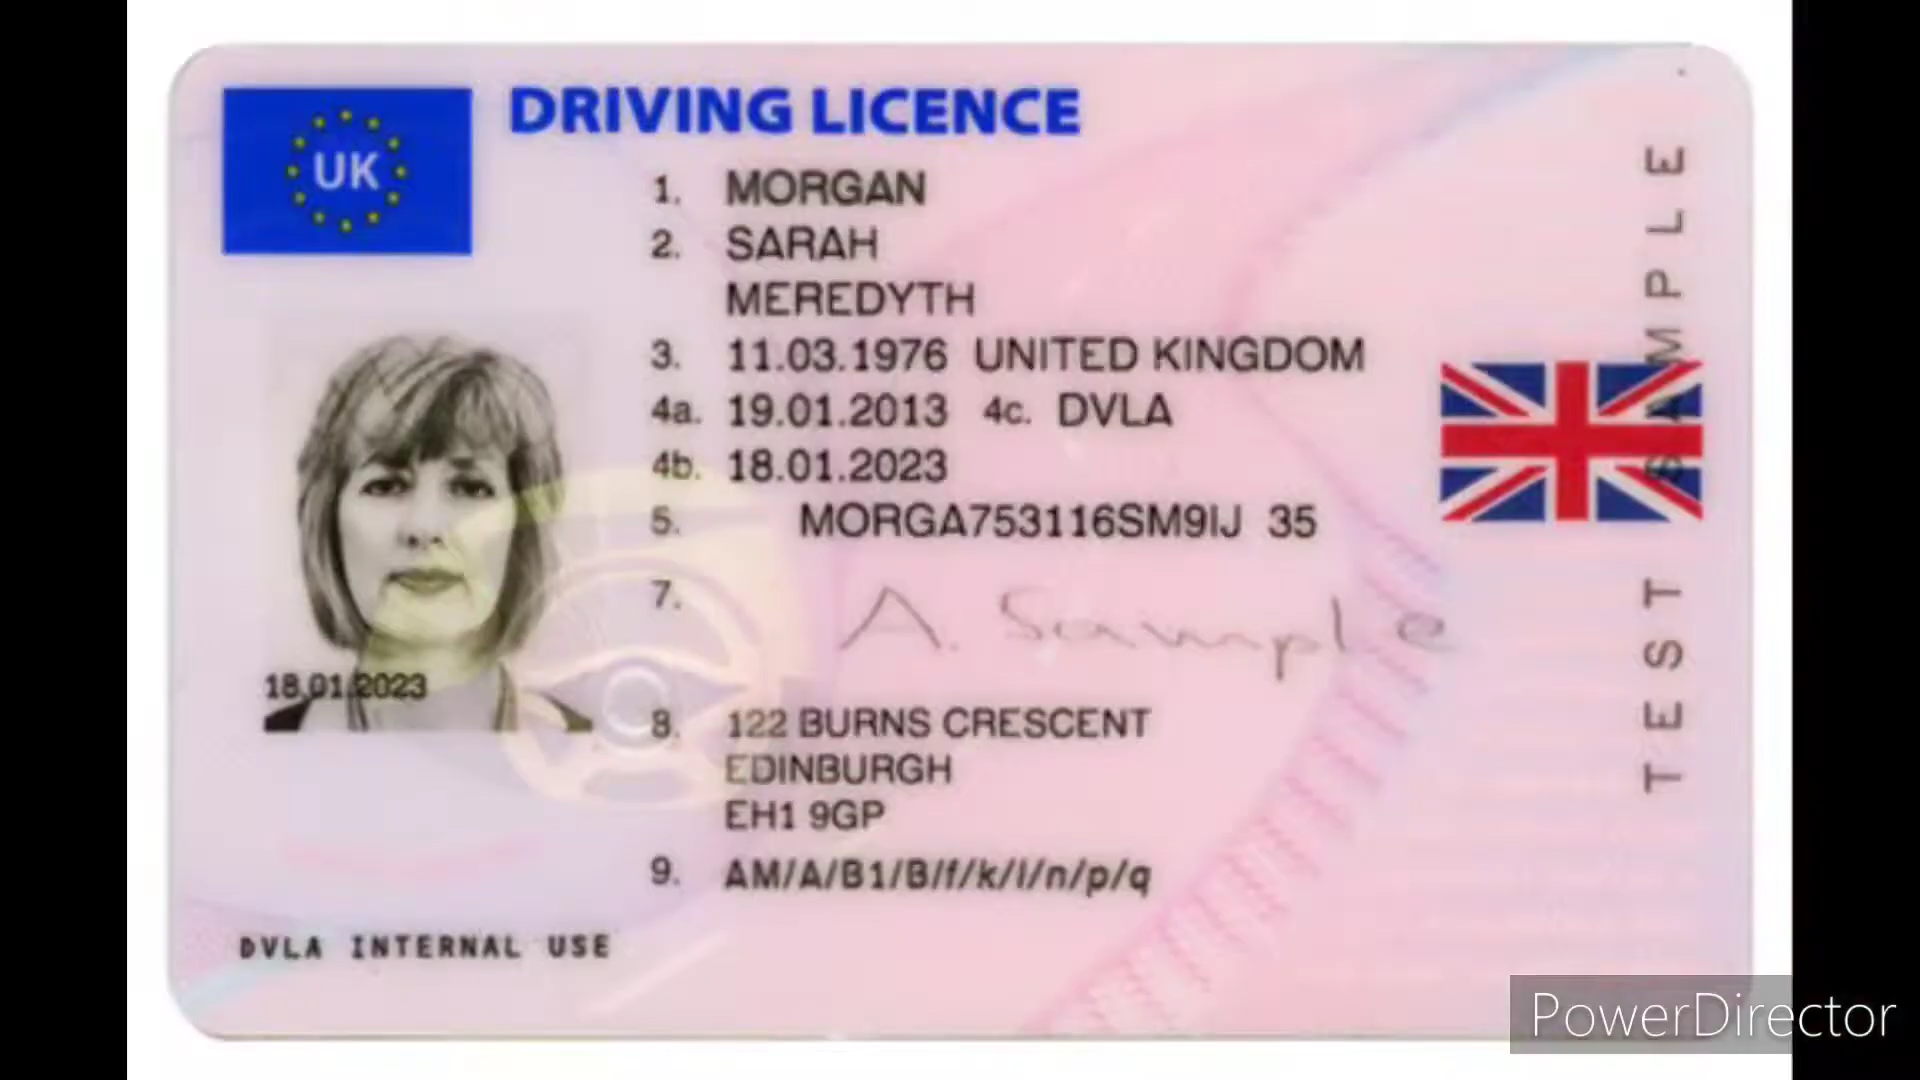 UK
DRIVING LICENCE
1. MORGAN
2. SARAH
MEREDYTH
3. 11.03.1976 UNITED KINGDOM
4a. 19.01.2013 4c. DVLA
4b. 18.01.2023
5. MORGA753116SM9IJ 35
7. A. Sample
18.01.2023
8. 122 BURNS CRESCENT
EDINBURGH
EH1 9GP
9. AM/A/B1/B/f/k/l/n/p/q
DVLA INTERNAL USE
TEST SAMPLE
PowerDirector